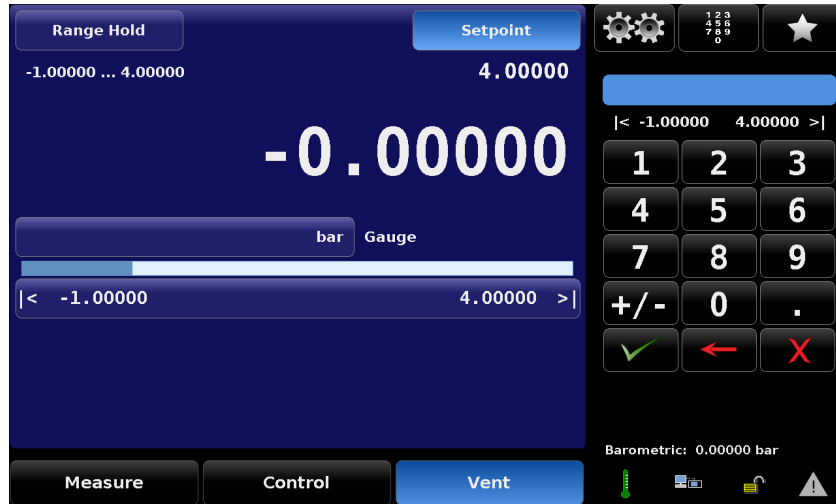 Range Hold
Setpoint
-1.00000 ... 4.00000
4.00000
-0.00000
bar
Gauge
|< -1.00000
4.00000 >|
Measure
Control
Vent
1 2 3
4 5 6
7 8 9
0
|< -1.00000 4.00000 >|
1 2 3
4 5 6
7 8 9
+/- 0 .
X
Barometric: 0.00000 bar